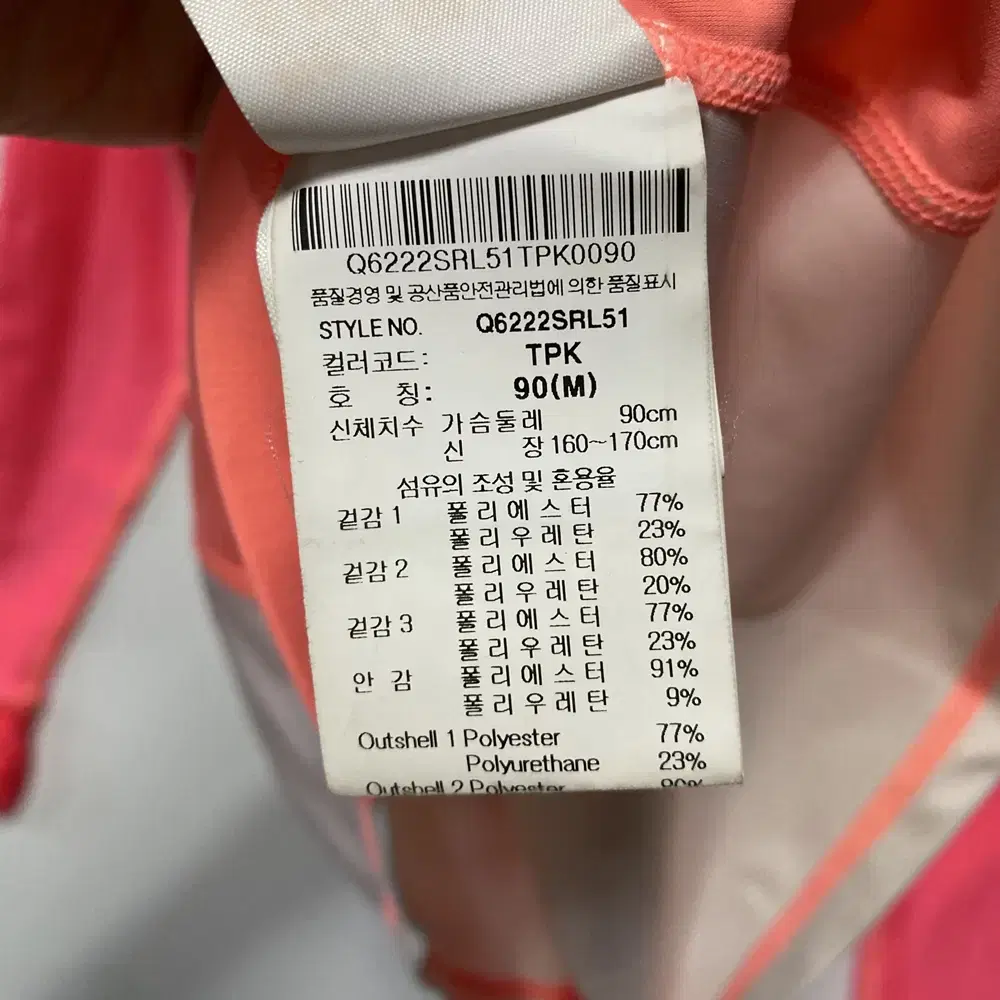 Q6222SRL51TPK0090
품질경영 및 공산품안전관리법에 의한 품질표시
STYLE NO. Q6222SRL51
컬러코드: TPK
호 칭: 90(M)
신체치수 가슴둘레 90cm
신 장 160~170cm
섬유의 조성 및 혼용율
겉감 1 폴리에스터 77%
폴리우레탄 23%
겉감 2 폴리에스터 80%
폴리우레탄 20%
겉감 3 폴리에스터 77%
폴리우레탄 23%
안 감 폴리에스터 91%
폴리우레탄 9%
Outshell 1 Polyester 77%
Polyurethane 23%
Outshell 2 Polyester 80%